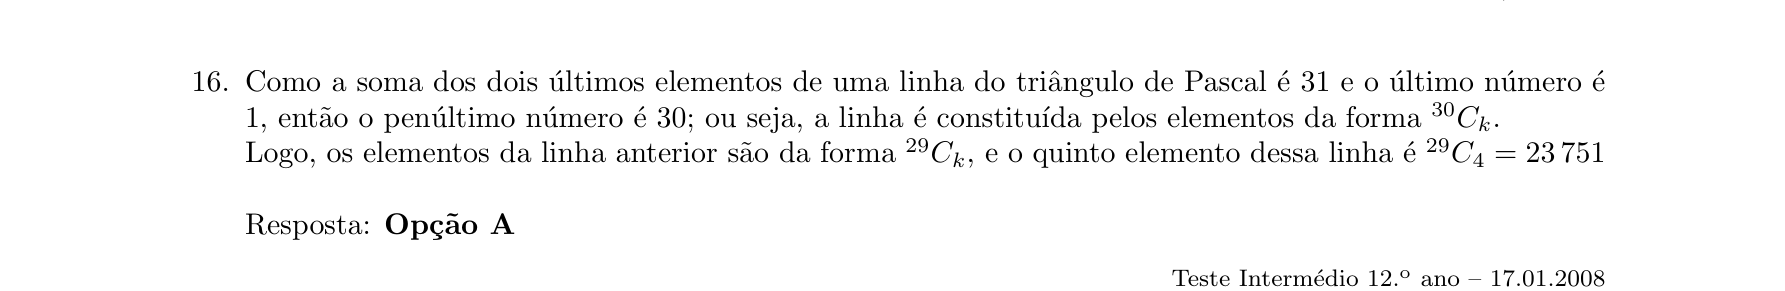 16. Como a soma dos dois últimos elementos de uma linha do triângulo de Pascal é 31 e o último número é
1, então o penúltimo número é 30; ou seja, a linha é constituída pelos elementos da forma ³⁰Cₖ.
Logo, os elementos da linha anterior são da forma ²⁹Cₖ, e o quinto elemento dessa linha é ²⁹C₄ = 23 751
Resposta: Opção A
Teste Intermédio 12.º ano – 17.01.2008